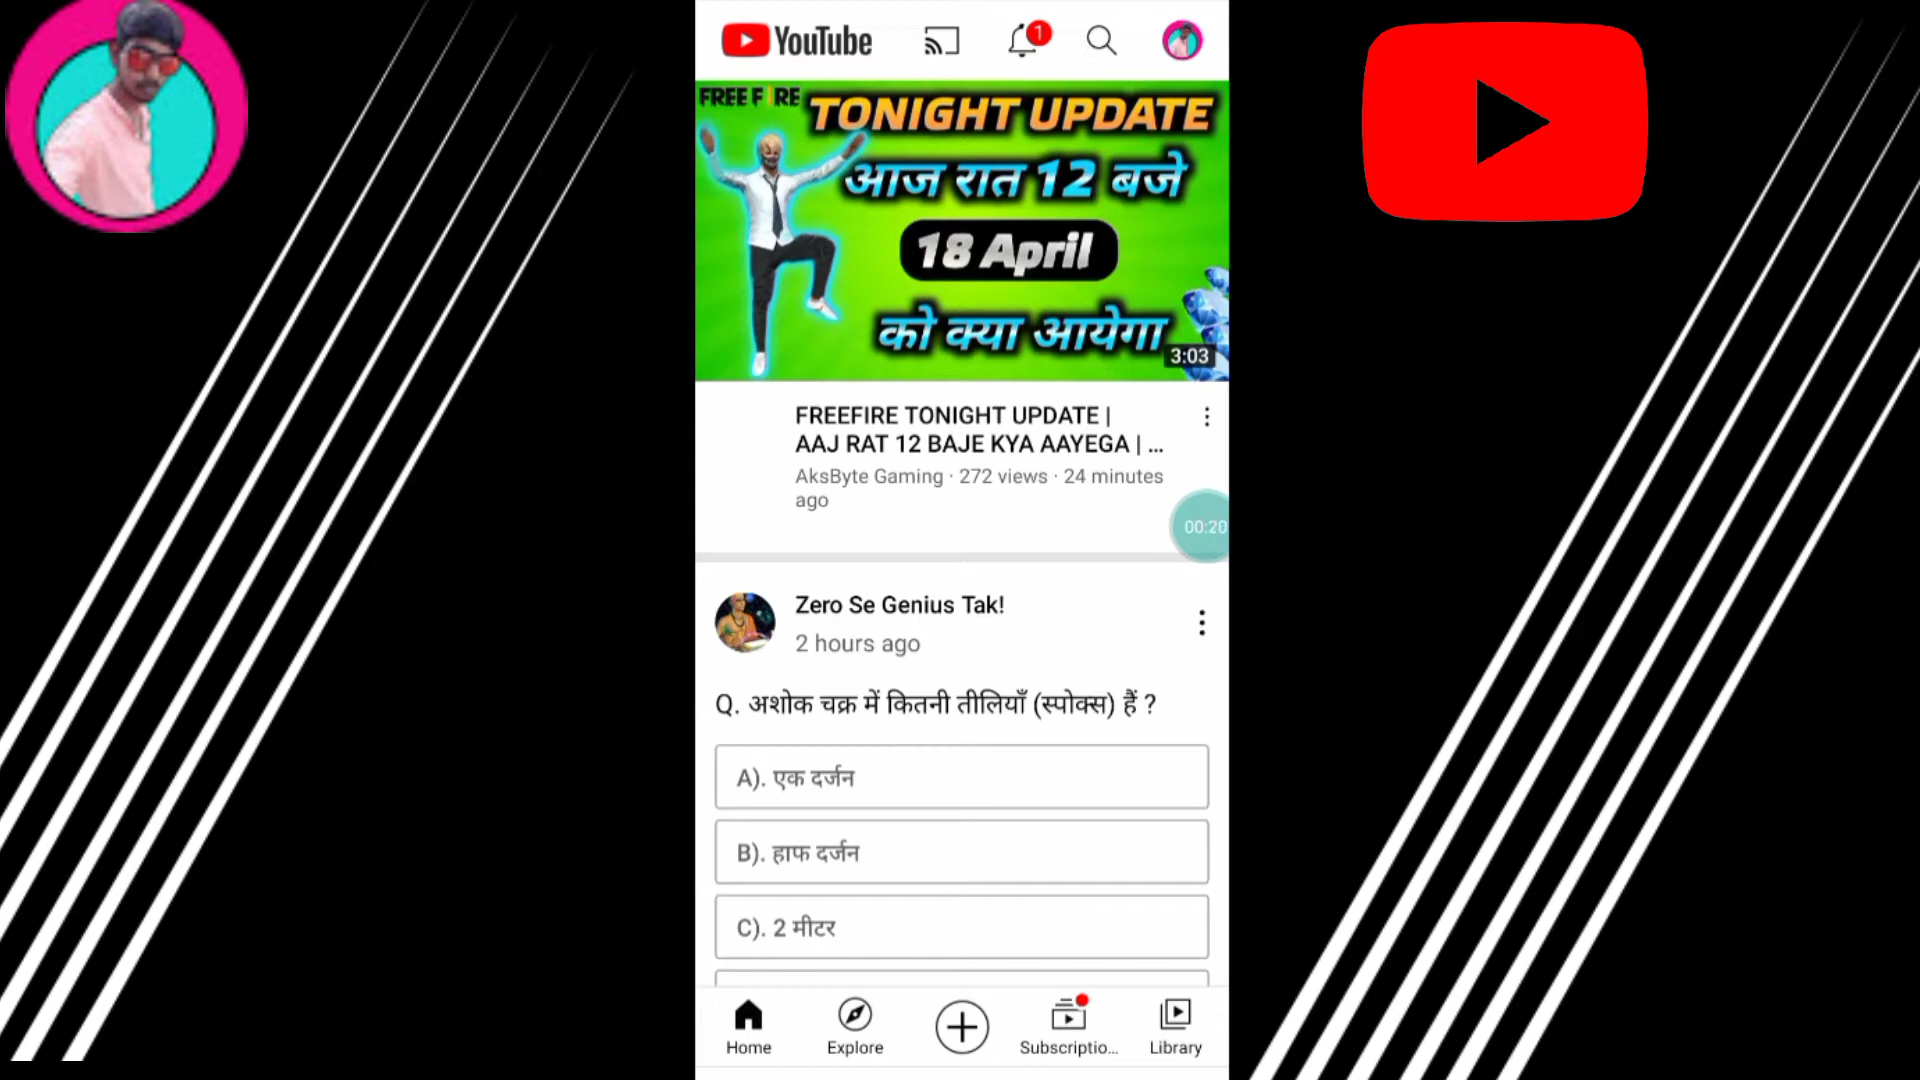 YouTube
1
FREE FIRE
TONIGHT UPDATE
आज रात 12 बजे
18 April
को क्या आयेगा
3:03
FREEFIRE TONIGHT UPDATE |
AAJ RAT 12 BAJE KYA AAYEGA | ...
AksByte Gaming · 272 views · 24 minutes
ago
00:20
Zero Se Genius Tak!
2 hours ago
Q. अशोक चक्र में कितनी तीलियाँ (स्पोक्स) हैं ?
A). एक दर्जन
B). हाफ दर्जन
C). 2 मीटर
Home
Explore
Subscriptio...
Library